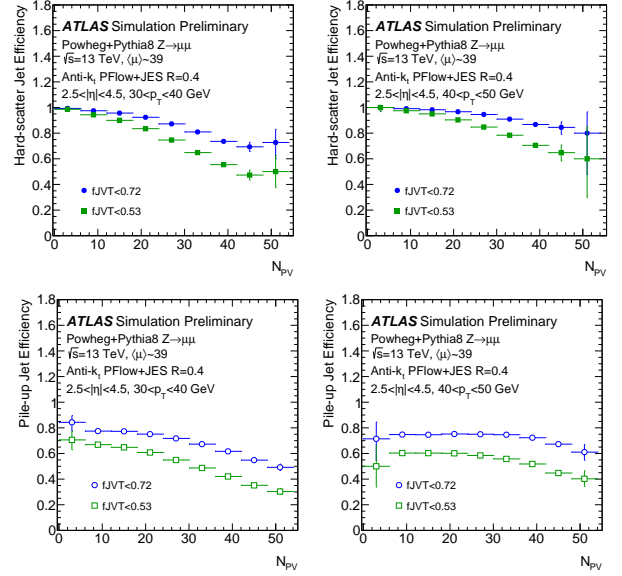 Hard-scatter Jet Efficiency
1.8
1.6
1.4
1.2
1
0.8
0.6
0.4
0.2
0
ATLAS Simulation Preliminary
Powheg+Pythia8 Z→μμ
√s=13 TeV, ⟨μ⟩~39
Anti-kt PFlow+JES R=0.4
2.5<|η|<4.5, 30<pT<40 GeV
fJVT<0.72
fJVT<0.53
0 10 20 30 40 50
NPV
Hard-scatter Jet Efficiency
1.8
1.6
1.4
1.2
1
0.8
0.6
0.4
0.2
0
ATLAS Simulation Preliminary
Powheg+Pythia8 Z→μμ
√s=13 TeV, ⟨μ⟩~39
Anti-kt PFlow+JES R=0.4
2.5<|η|<4.5, 40<pT<50 GeV
fJVT<0.72
fJVT<0.53
0 10 20 30 40 50
NPV
Pile-up Jet Efficiency
1.8
1.6
1.4
1.2
1
0.8
0.6
0.4
0.2
0
ATLAS Simulation Preliminary
Powheg+Pythia8 Z→μμ
√s=13 TeV, ⟨μ⟩~39
Anti-kt PFlow+JES R=0.4
2.5<|η|<4.5, 30<pT<40 GeV
fJVT<0.72
fJVT<0.53
0 10 20 30 40 50
NPV
Pile-up Jet Efficiency
1.8
1.6
1.4
1.2
1
0.8
0.6
0.4
0.2
0
ATLAS Simulation Preliminary
Powheg+Pythia8 Z→μμ
√s=13 TeV, ⟨μ⟩~39
Anti-kt PFlow+JES R=0.4
2.5<|η|<4.5, 40<pT<50 GeV
fJVT<0.72
fJVT<0.53
0 10 20 30 40 50
NPV